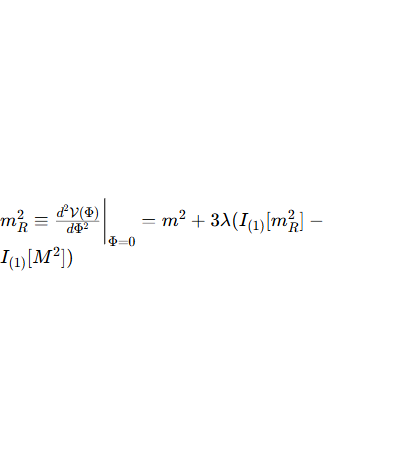 $m_R^2 \equiv \frac{d^2\mathcal{V}(\Phi)}{d\Phi^2}\Big|_{\Phi=0} = m^2 + 3\lambda(I_{(1)}[m_R^2] -$
$I_{(1)}[M^2])$